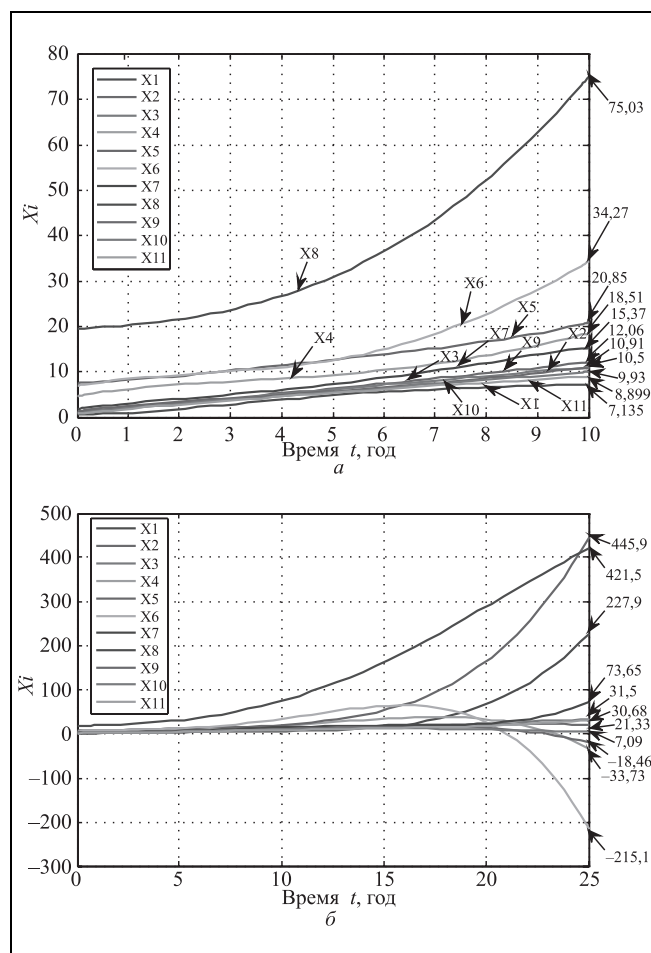 80
70
60
50
40
30
20
10
0
Xi
X1
X2
X3
X4
X5
X6
X7
X8
X9
X10
X11
X8
X4
X6
X5
X3
X7
X9
X2
X10
X1
X11
75,03
34,27
20,85
18,51
15,37
12,06
10,91
10,5
9,93
8,899
7,135
0 1 2 3 3 4 5 6 7 8 9 10
Время t, год
а
500
400
300
200
100
0
–100
–200
–300
Xi
X1
X2
X3
X4
X5
X6
X7
X8
X9
X10
X11
445,9
421,5
227,9
73,65
31,5
30,68
21,33
7,09
–18,46
–33,73
–215,1
0 5 10 15 20 25
Время t, год
б